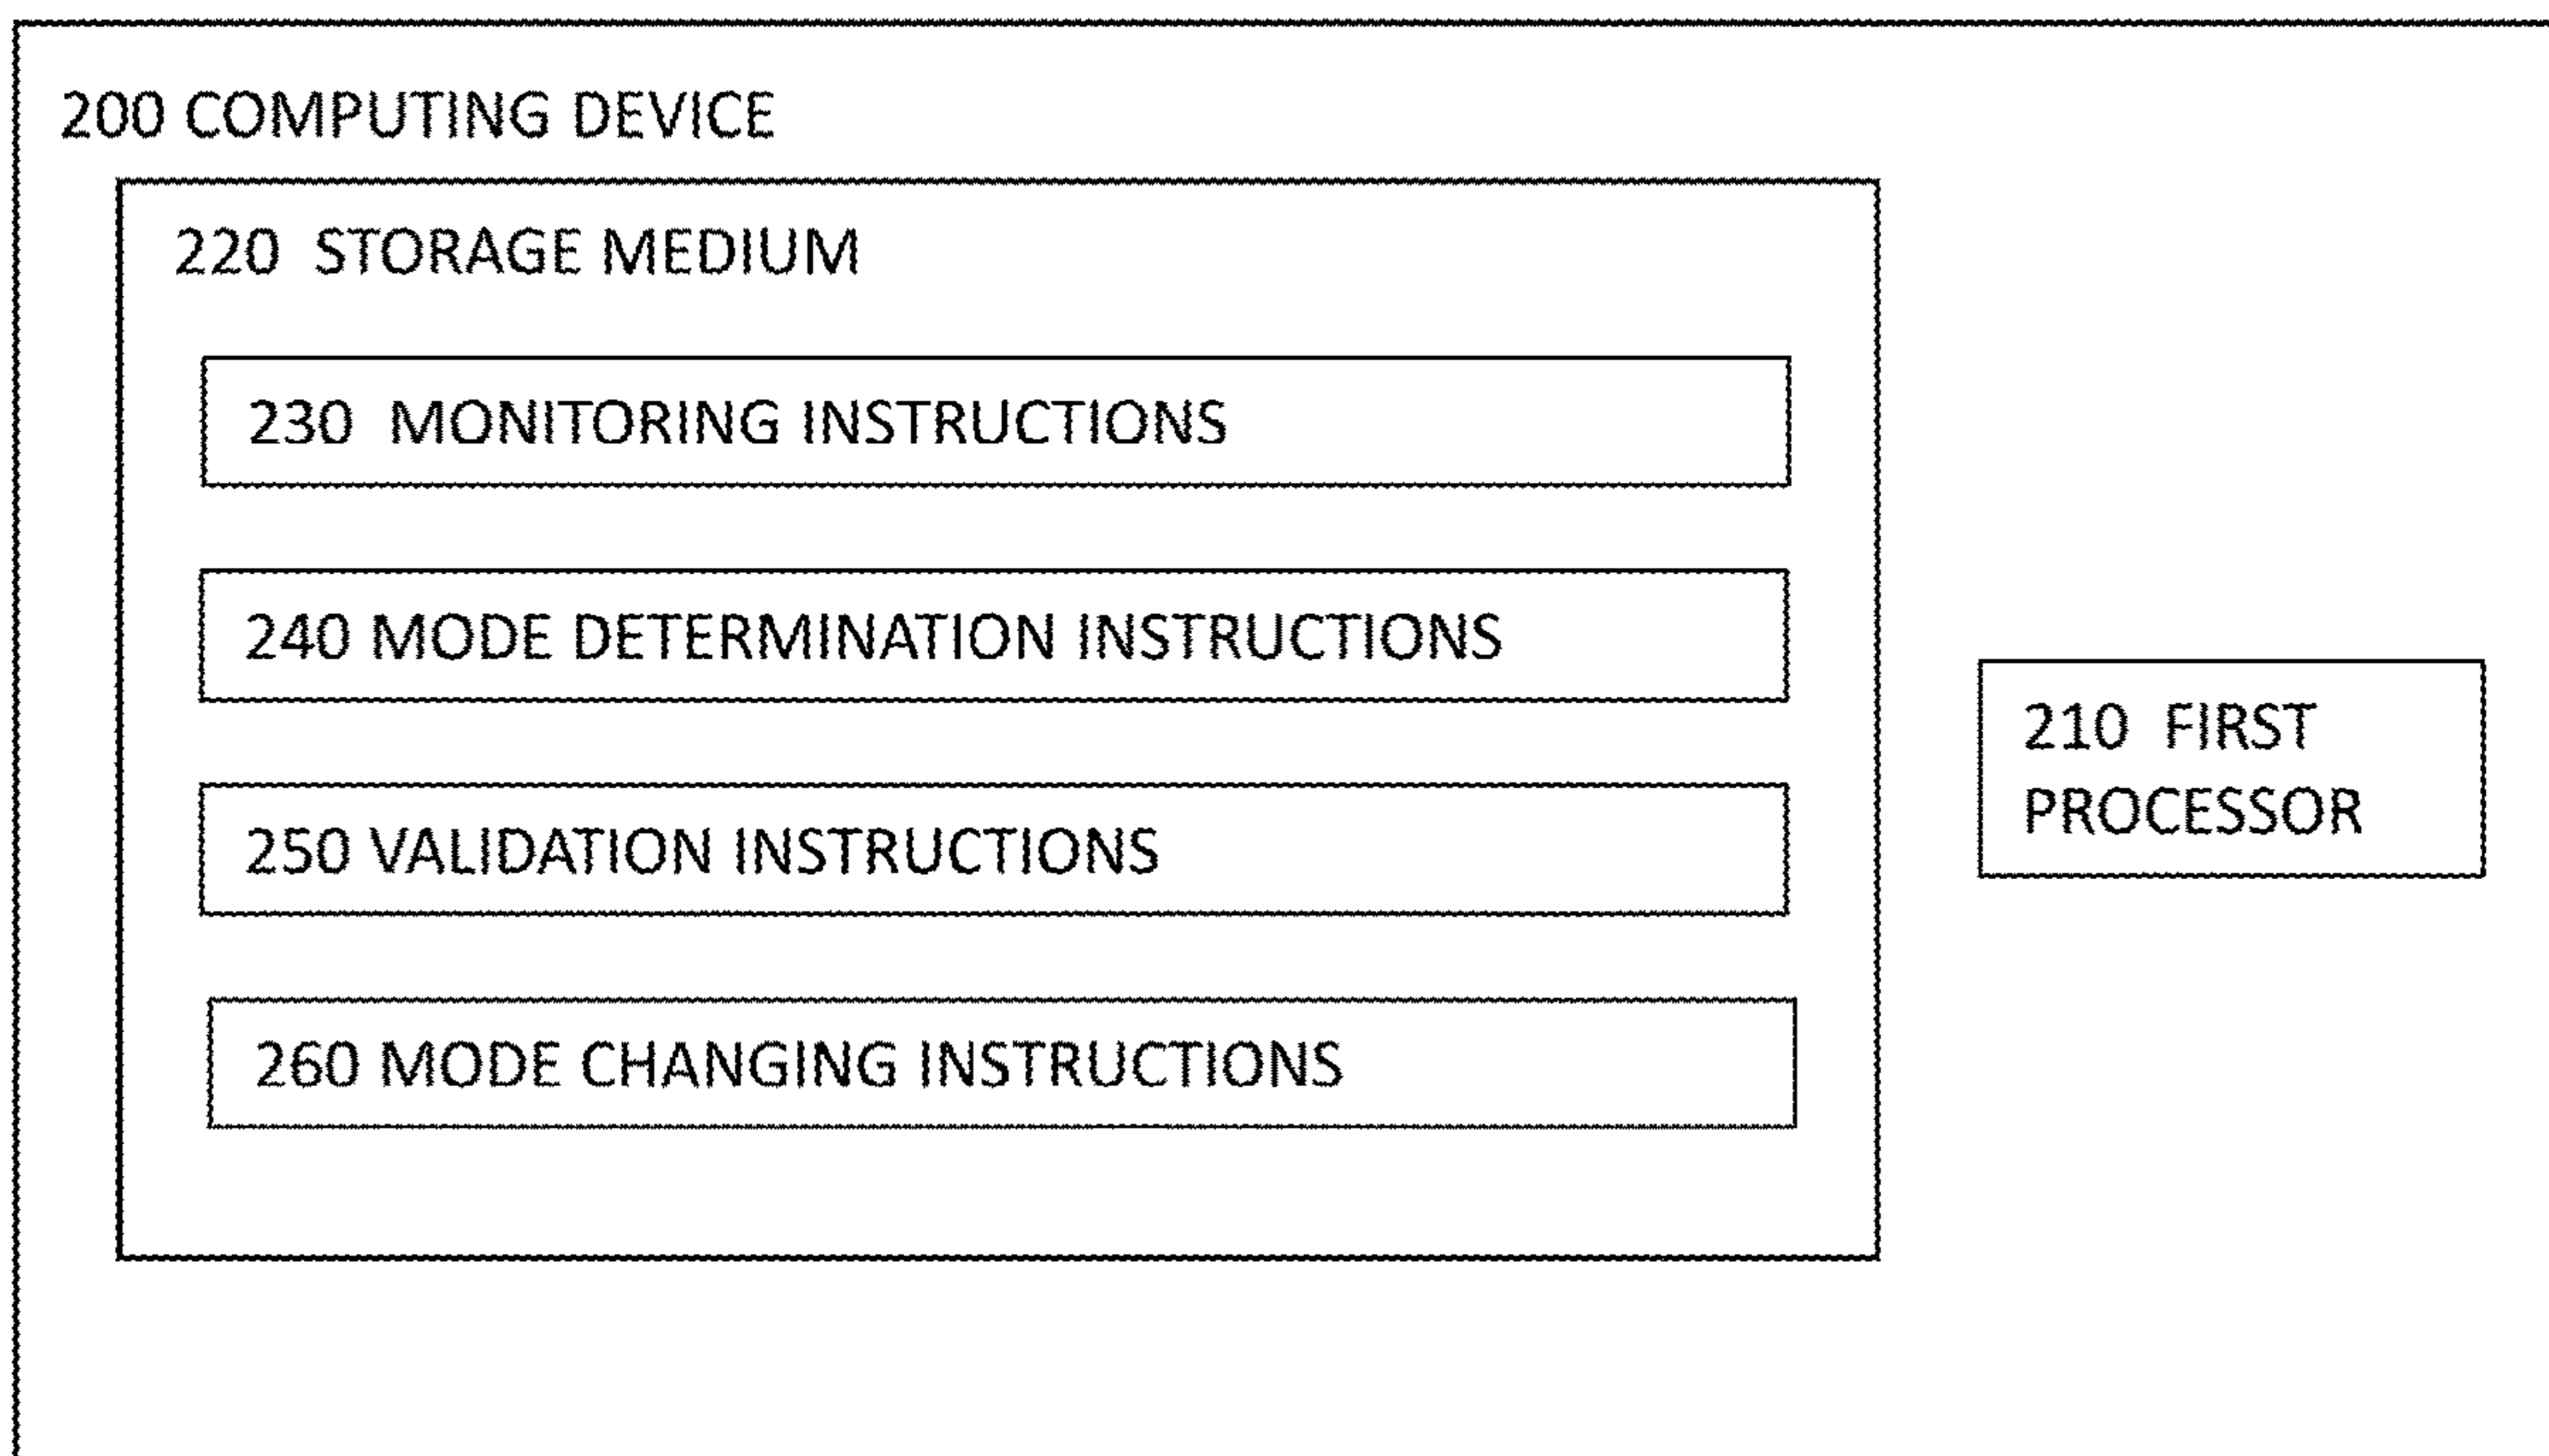 200 COMPUTING DEVICE
220 STORAGE MEDIUM
230 MONITORING INSTRUCTIONS
240 MODE DETERMINATION INSTRUCTIONS
250 VALIDATION INSTRUCTIONS
260 MODE CHANGING INSTRUCTIONS
210 FIRST
PROCESSOR